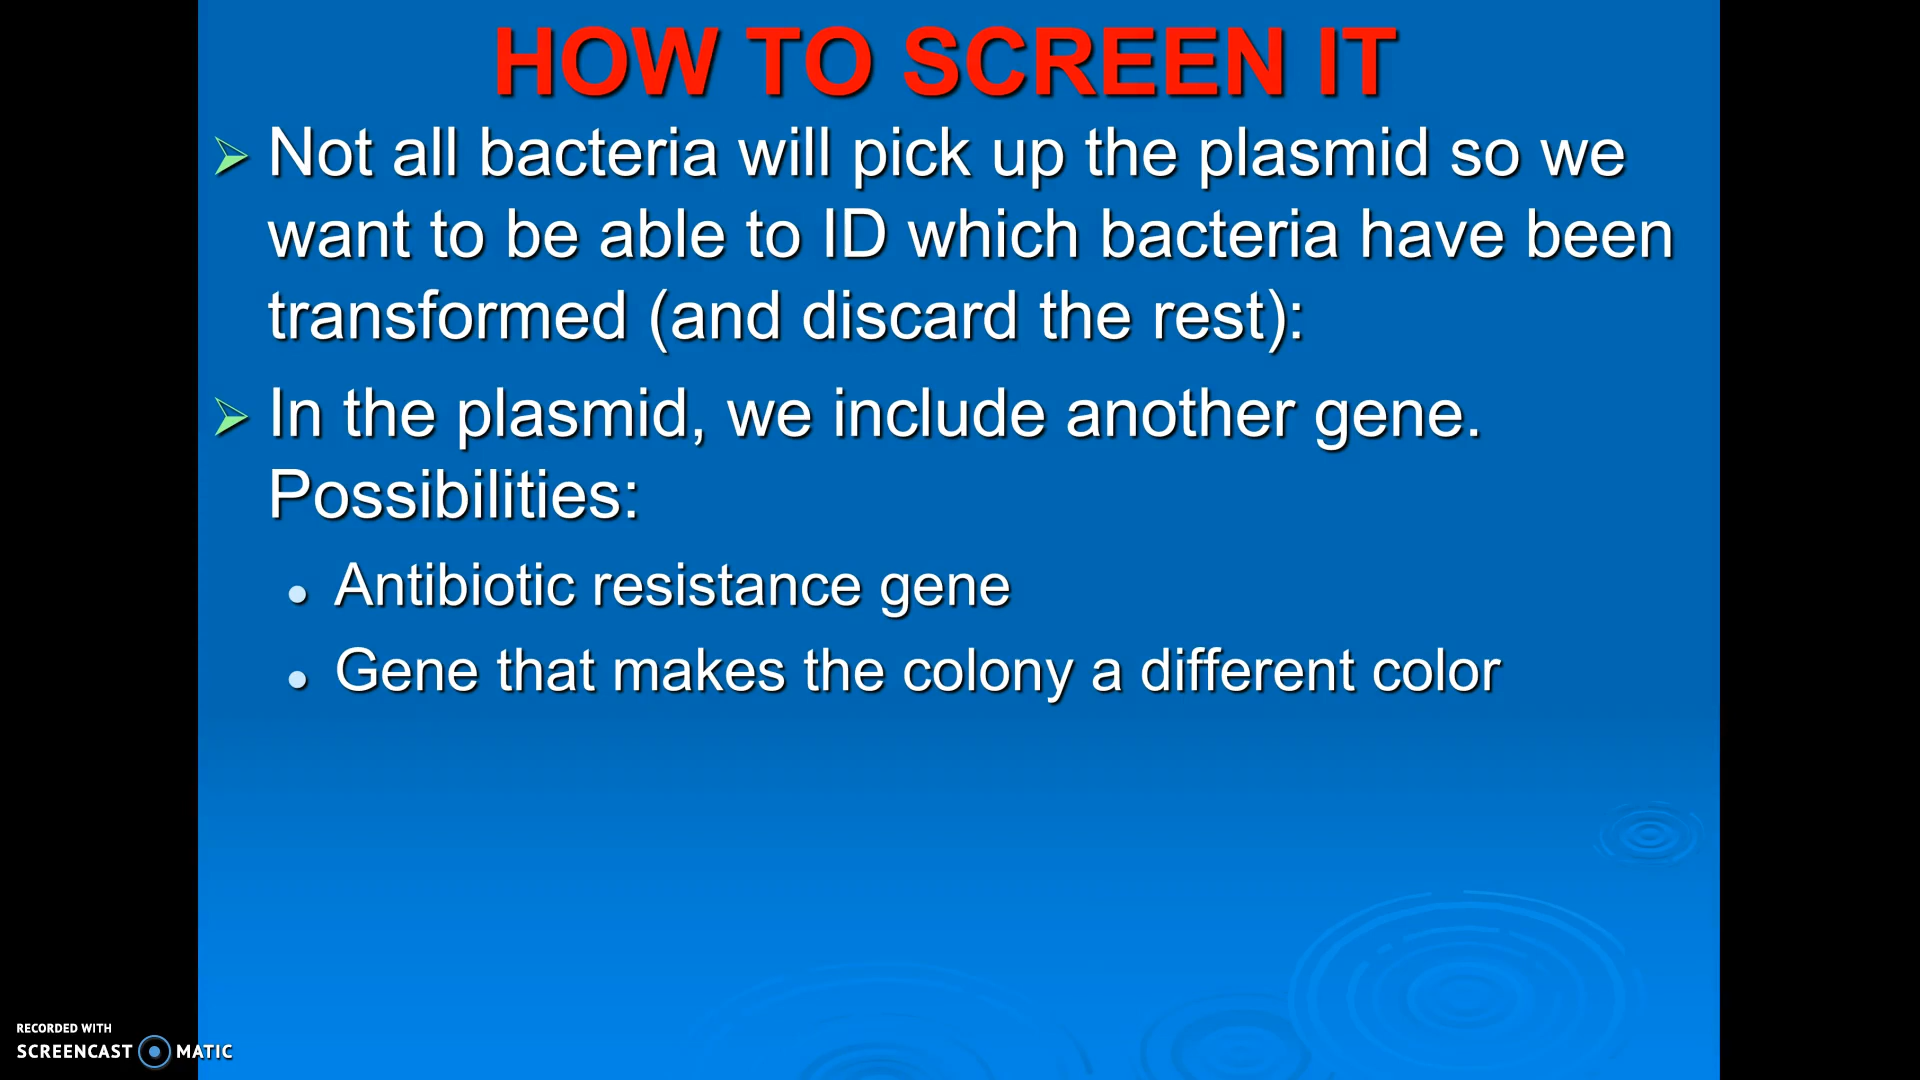 HOW TO SCREEN IT
Not all bacteria will pick up the plasmid so we
want to be able to ID which bacteria have been
transformed (and discard the rest):
In the plasmid, we include another gene.
Possibilities:
Antibiotic resistance gene
Gene that makes the colony a different color
RECORDED WITH
SCREENCAST MATIC